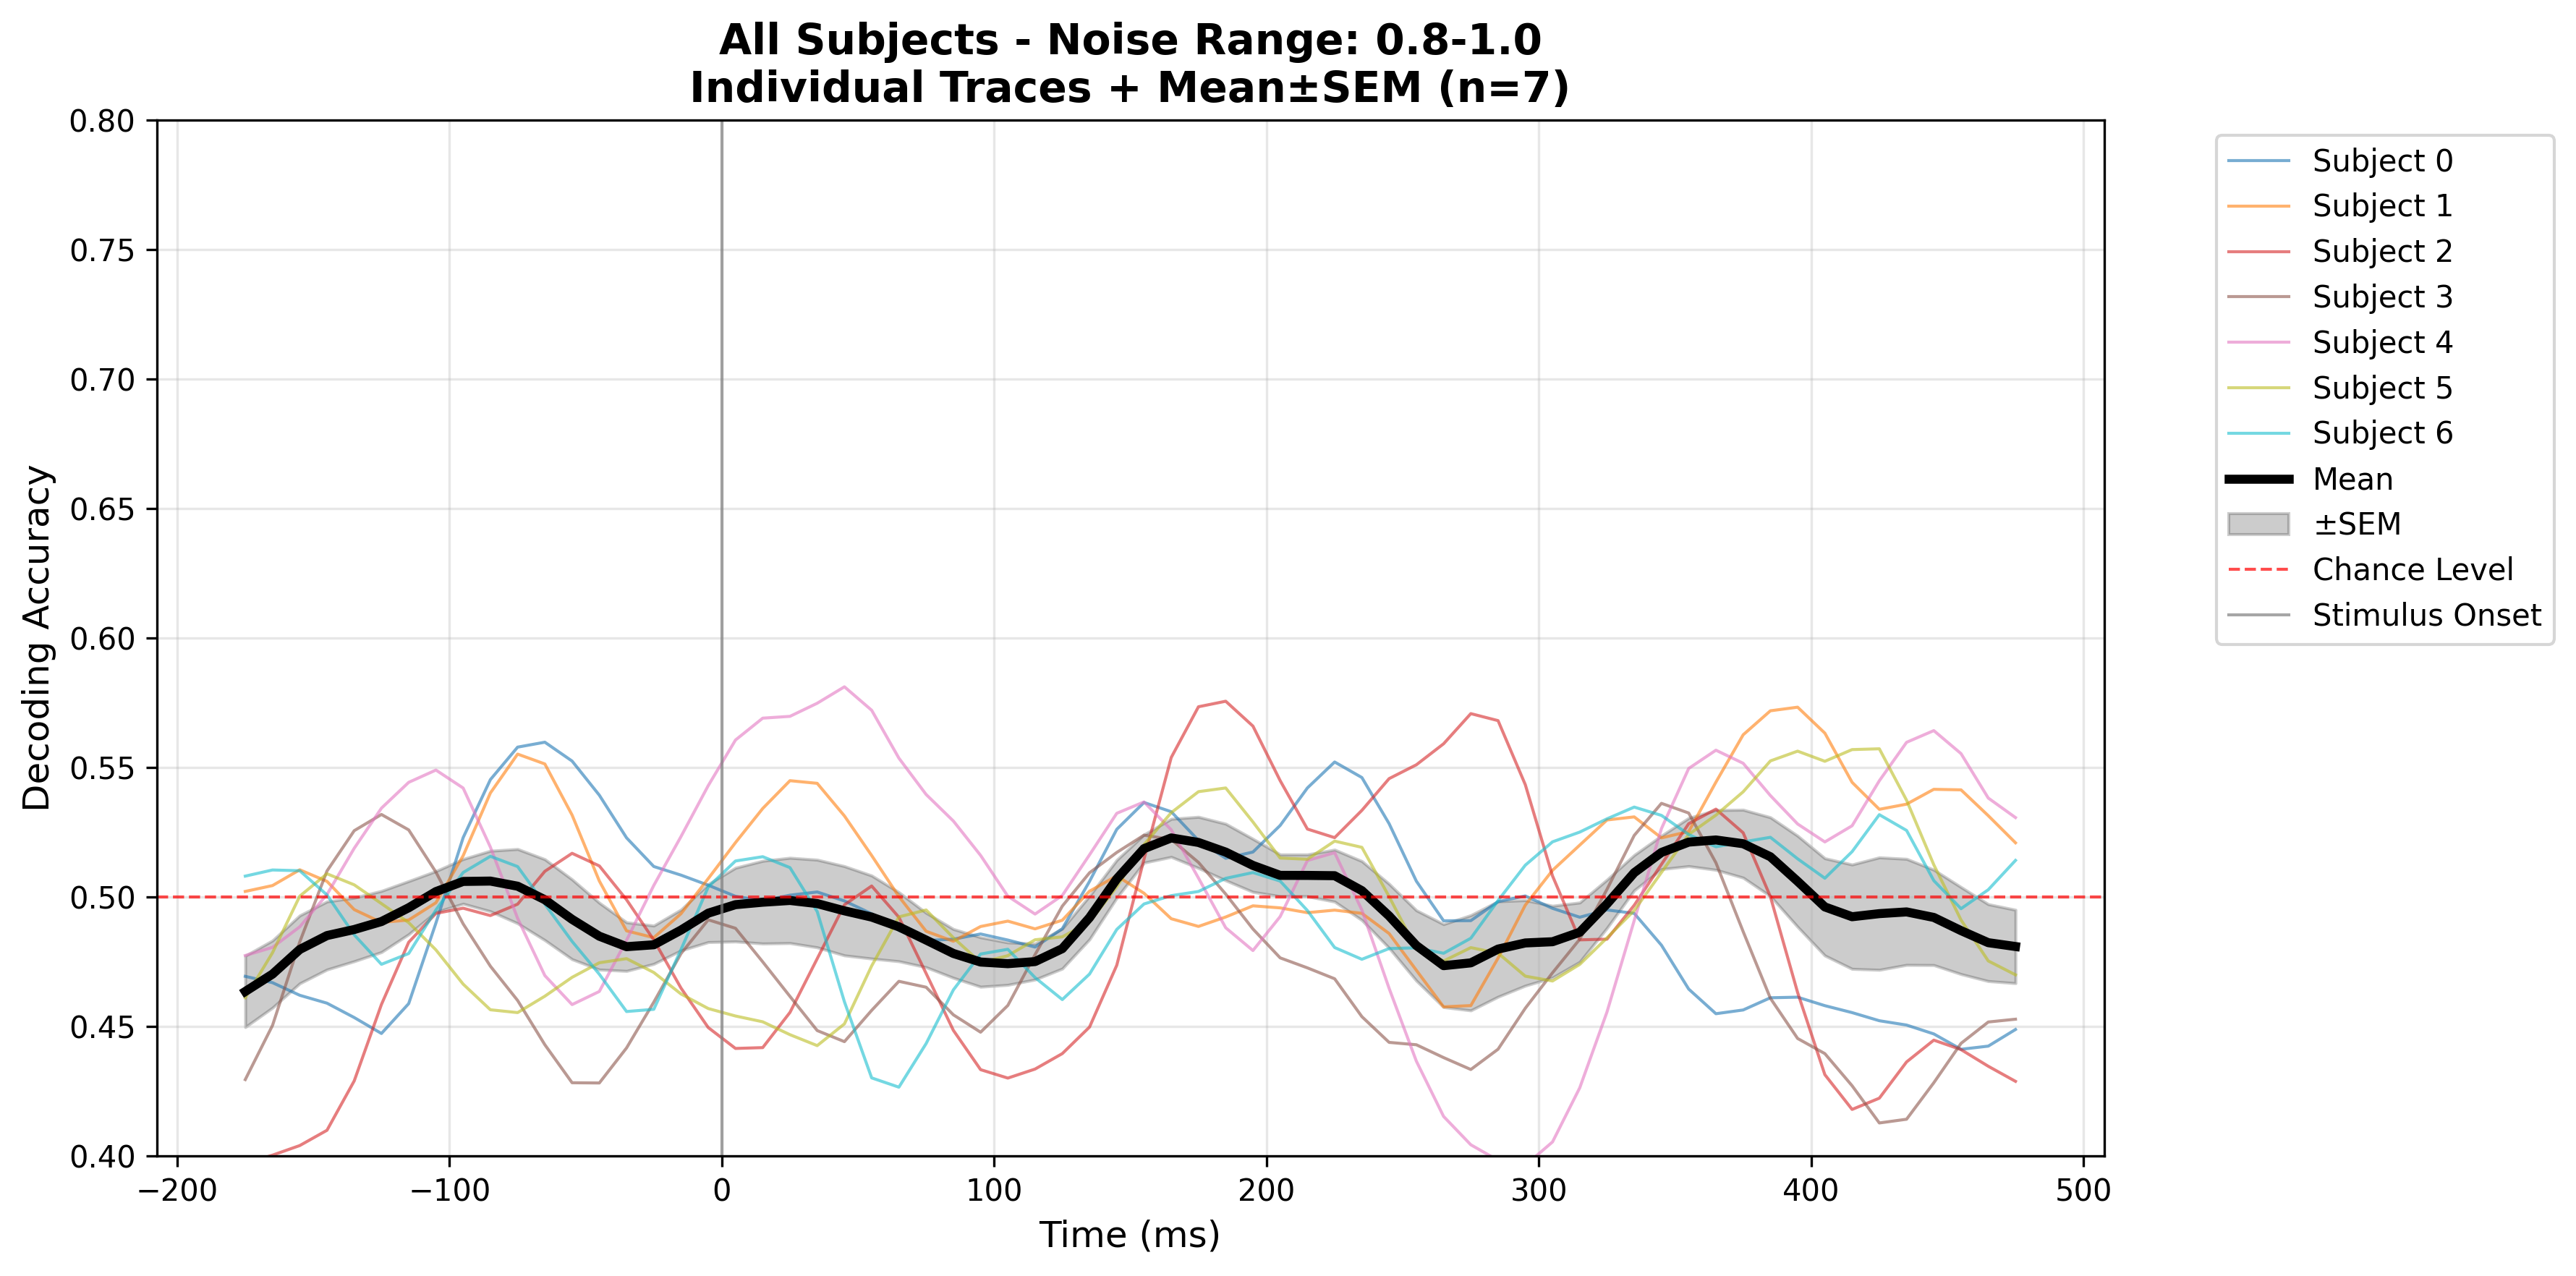 All Subjects - Noise Range: 0.8-1.0
Individual Traces + Mean±SEM (n=7)
Decoding Accuracy
0.80
0.75
0.70
0.65
0.60
0.55
0.50
0.45
0.40
−200
−100
0
100
200
300
400
500
Time (ms)
Subject 0
Subject 1
Subject 2
Subject 3
Subject 4
Subject 5
Subject 6
Mean
±SEM
Chance Level
Stimulus Onset